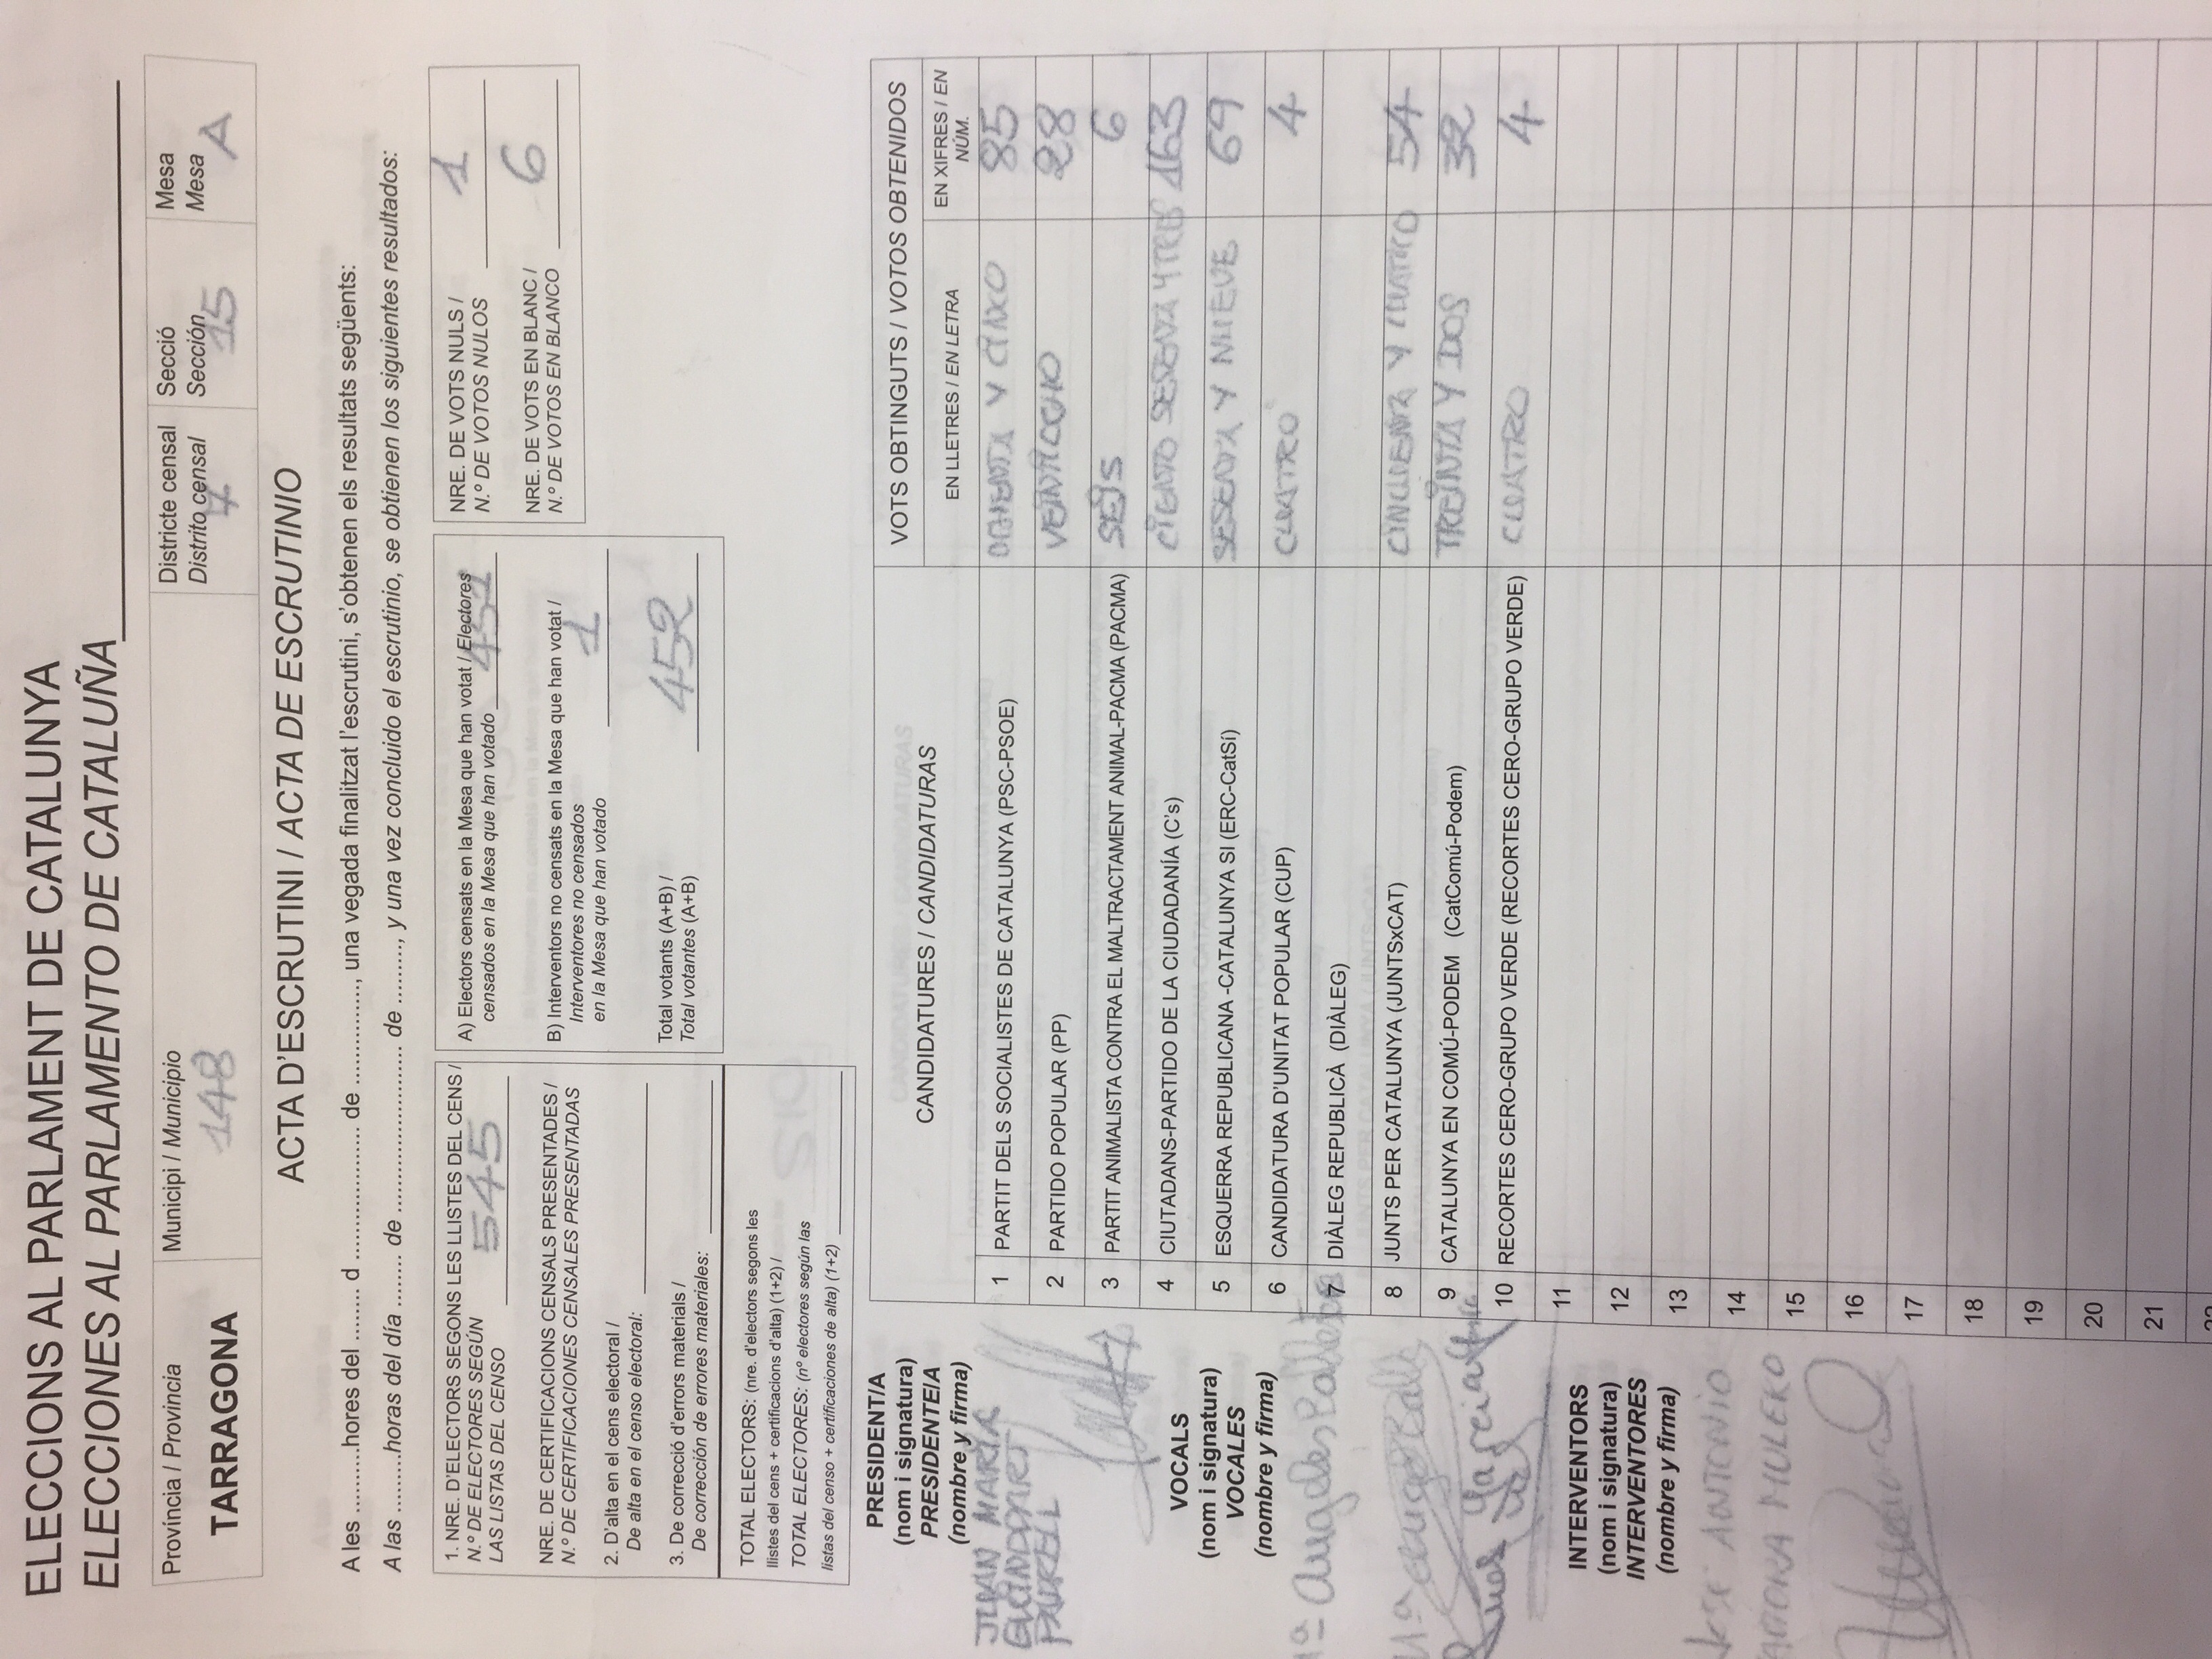 ELECCIONS AL PARLAMENT DE CATALUNYA
ELECCIONES AL PARLAMENTO DE CATALUÑA
Província / Provincia
TARRAGONA
Municipi / Municipio
148
Districte censal
Distrito censal
7
Secció
Sección
15
Mesa
Mesa
A
ACTA D'ESCRUTINI / ACTA DE ESCRUTINIO
A les ..........hores del ........ d .................... de ..............., una vegada finalitzat l'escrutini, s'obtenen els resultats següents:
A las .........horas del día ........ de ......................... de ........., y una vez concluido el escrutinio, se obtienen los siguientes resultados:
1. NRE. D'ELECTORS SEGONS LES LLISTES DEL CENS /
N.º DE ELECTORES SEGÚN
LAS LISTAS DEL CENSO
545
NRE. DE CERTIFICACIONS CENSALS PRESENTADES /
N.º DE CERTIFICACIONES CENSALES PRESENTADAS
2. D'alta en el cens electoral /
De alta en el censo electoral:
3. De correcció d'errors materials /
De corrección de errores materiales:
TOTAL ELECTORS: (nre. d'electors segons les
llistes del cens + certificacions d'alta) (1+2) /
TOTAL ELECTORES: (nº electores según las
listas del censo + certificaciones de alta) (1+2)
A) Electors censats en la Mesa que han votat / Electores
censados en la Mesa que han votado 451
B) Interventors no censats en la Mesa que han votat /
Interventores no censados
en la Mesa que han votado 1
Total votants (A+B) /
Total votantes (A+B) 452
NRE. DE VOTS NULS /
N.º DE VOTOS NULOS 1
NRE. DE VOTS EN BLANC /
N.º DE VOTOS EN BLANCO 6
PRESIDENT/A
(nom i signatura)
PRESIDENTE/A
(nombre y firma)
JUAN MARIA
VOCALS
(nom i signatura)
VOCALES
(nombre y firma)
Mª Angeles
INTERVENTORS
(nom i signatura)
INTERVENTORES
(nombre y firma)
JOSE ANTONIO
MULERO
CANDIDATURES / CANDIDATURAS
VOTS OBTINGUTS / VOTOS OBTENIDOS
EN LLETRES / EN LETRA
EN XIFRES / EN
NÚM.
1 PARTIT DELS SOCIALISTES DE CATALUNYA (PSC-PSOE) OCHENTA Y CINCO 85
2 PARTIDO POPULAR (PP) VEINTIOCHO 28
3 PARTIT ANIMALISTA CONTRA EL MALTRACTAMENT ANIMAL-PACMA (PACMA) SEIS 6
4 CIUTADANS-PARTIDO DE LA CIUDADANÍA (C's) CIENTO SESENTA Y TRES 163
5 ESQUERRA REPUBLICANA -CATALUNYA SI (ERC-CatSí) SESENTA Y NUEVE 69
6 CANDIDATURA D'UNITAT POPULAR (CUP) CUATRO 4
7 DIÀLEG REPUBLICÀ (DIÀLEG)
8 JUNTS PER CATALUNYA (JUNTSxCAT) CINCUENTA Y CUATRO 54
9 CATALUNYA EN COMÚ-PODEM (CatComú-Podem) TREINTA Y DOS 32
10 RECORTES CERO-GRUPO VERDE (RECORTES CERO-GRUPO VERDE) CUATRO 4
11
12
13
14
15
16
17
18
19
20
21
22